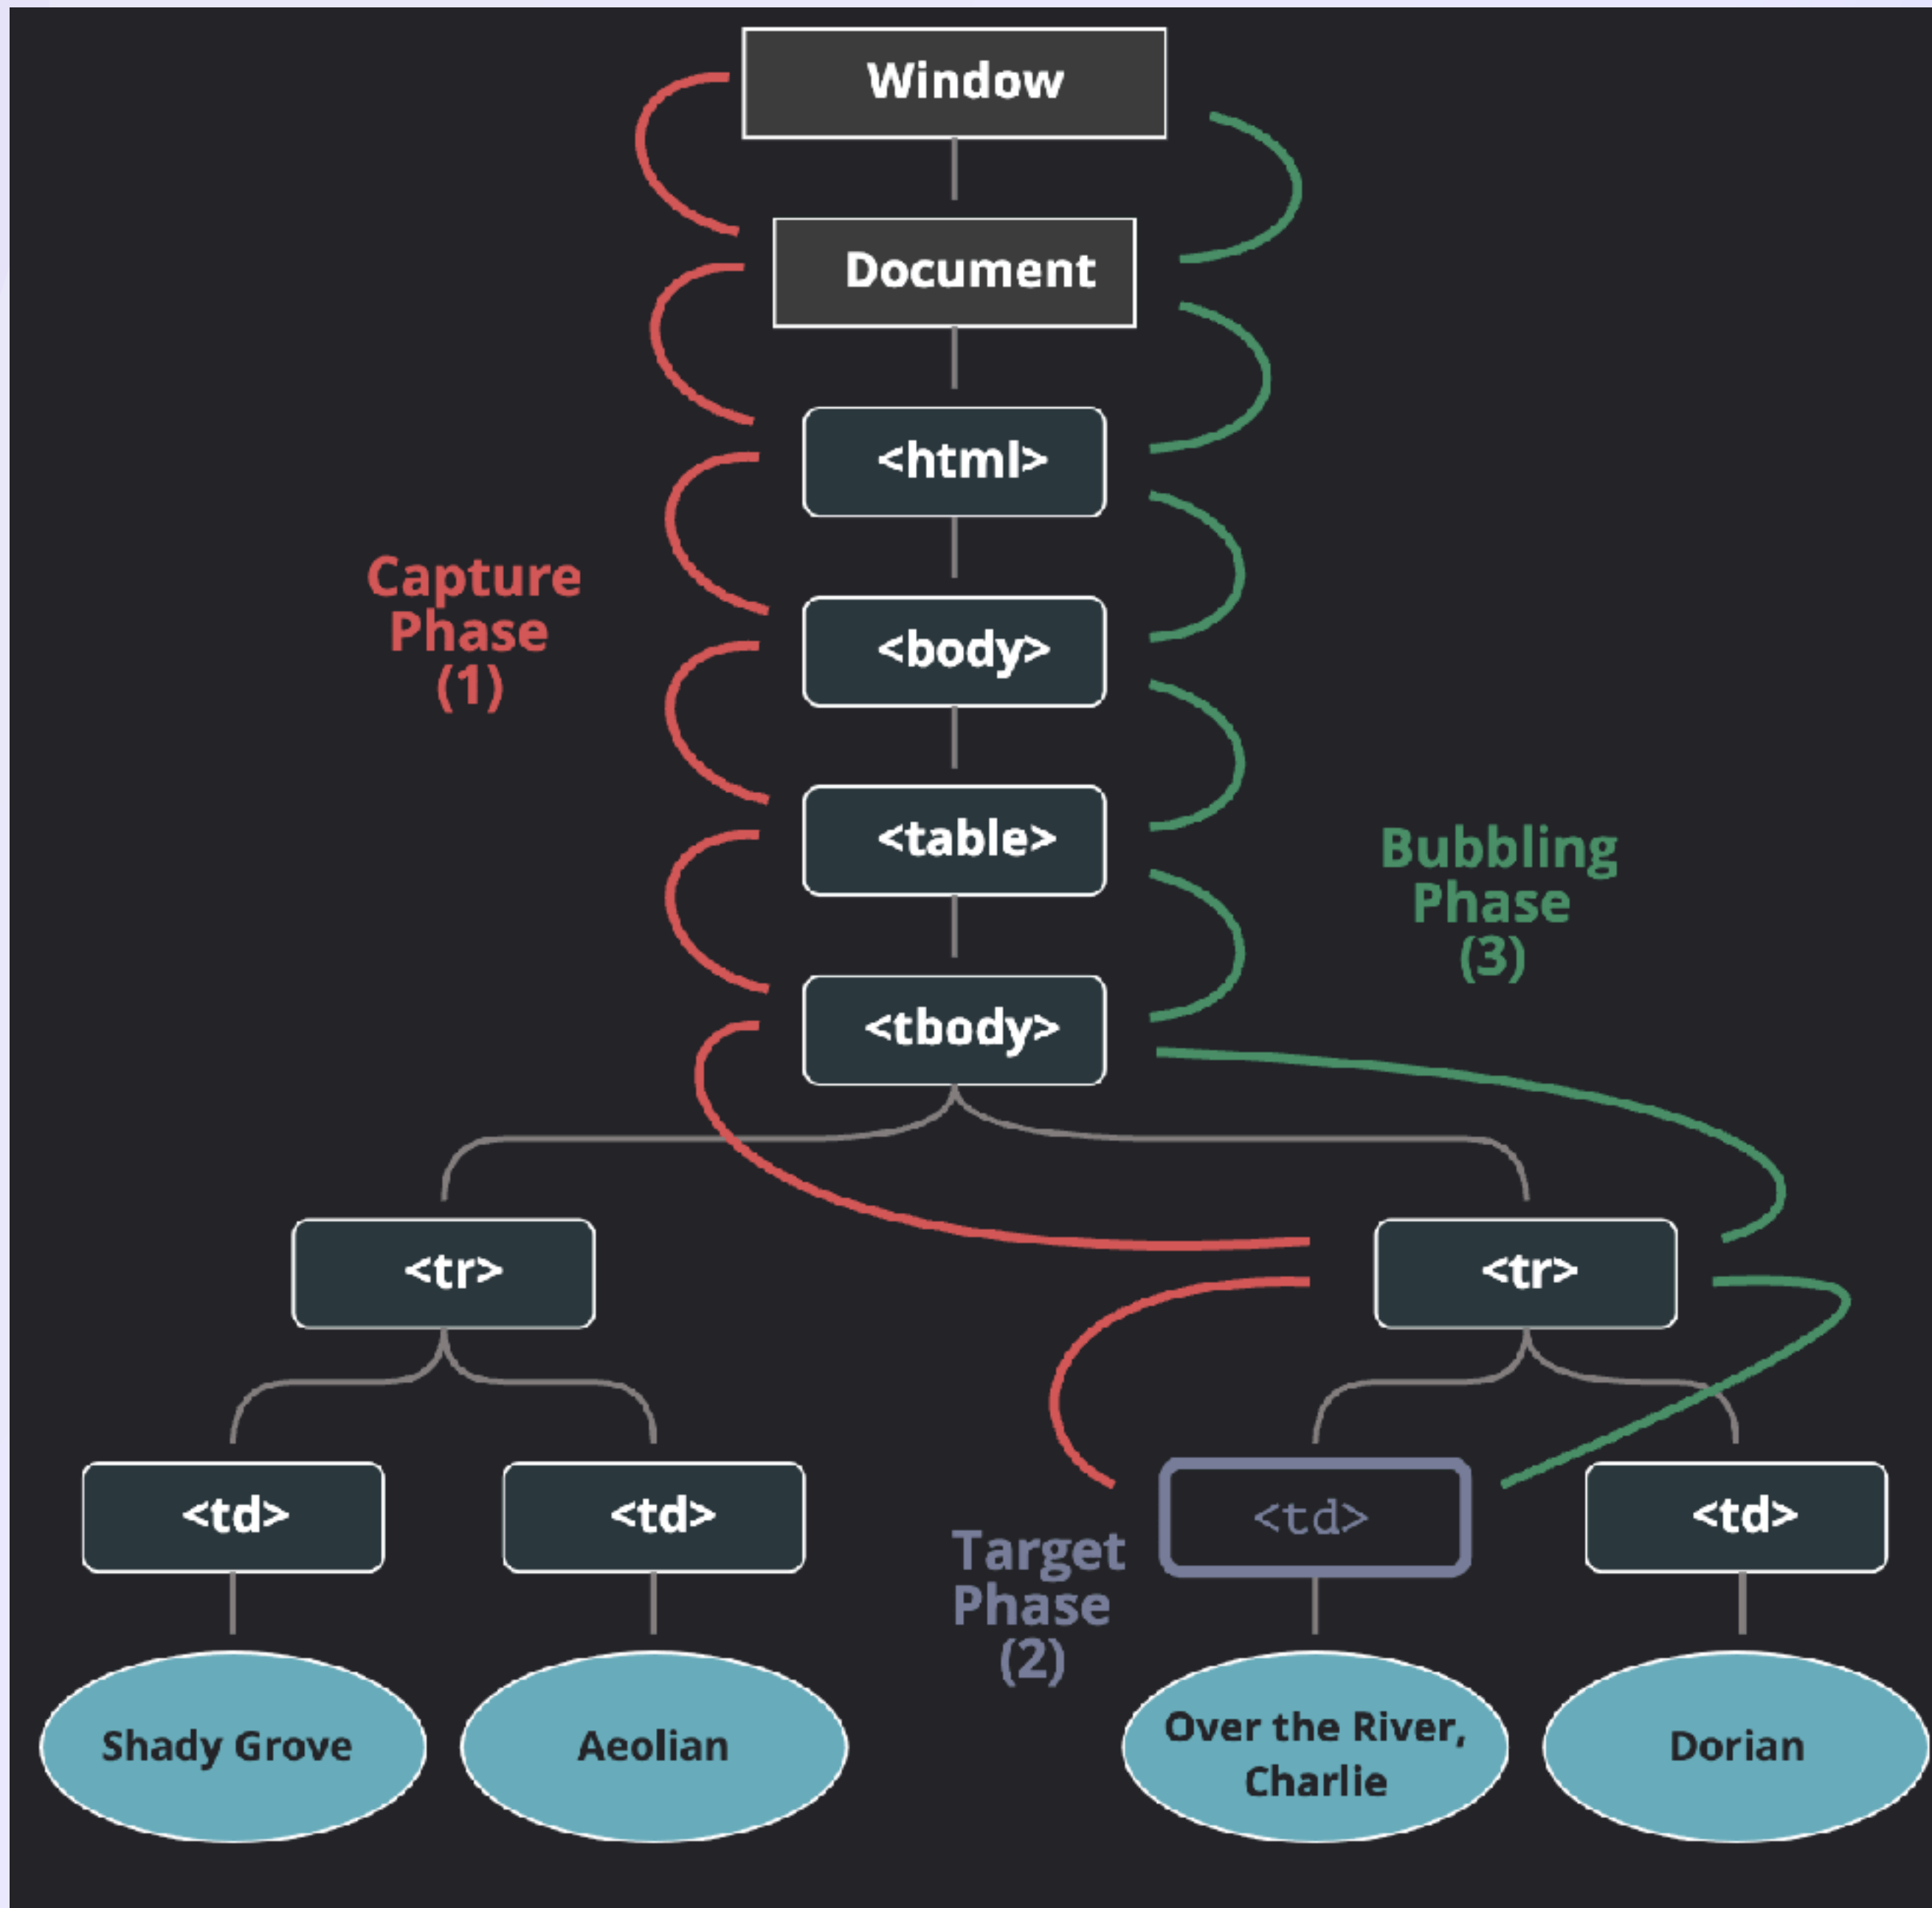 Window
Document
<html>
<body>
Capture
Phase
(1)
<table>
Bubbling
Phase
(3)
<tbody>
<tr>
<tr>
<td>
<td>
<td>
<td>
Target
Phase
(2)
Shady Grove
Aeolian
Over the River,
Charlie
Dorian